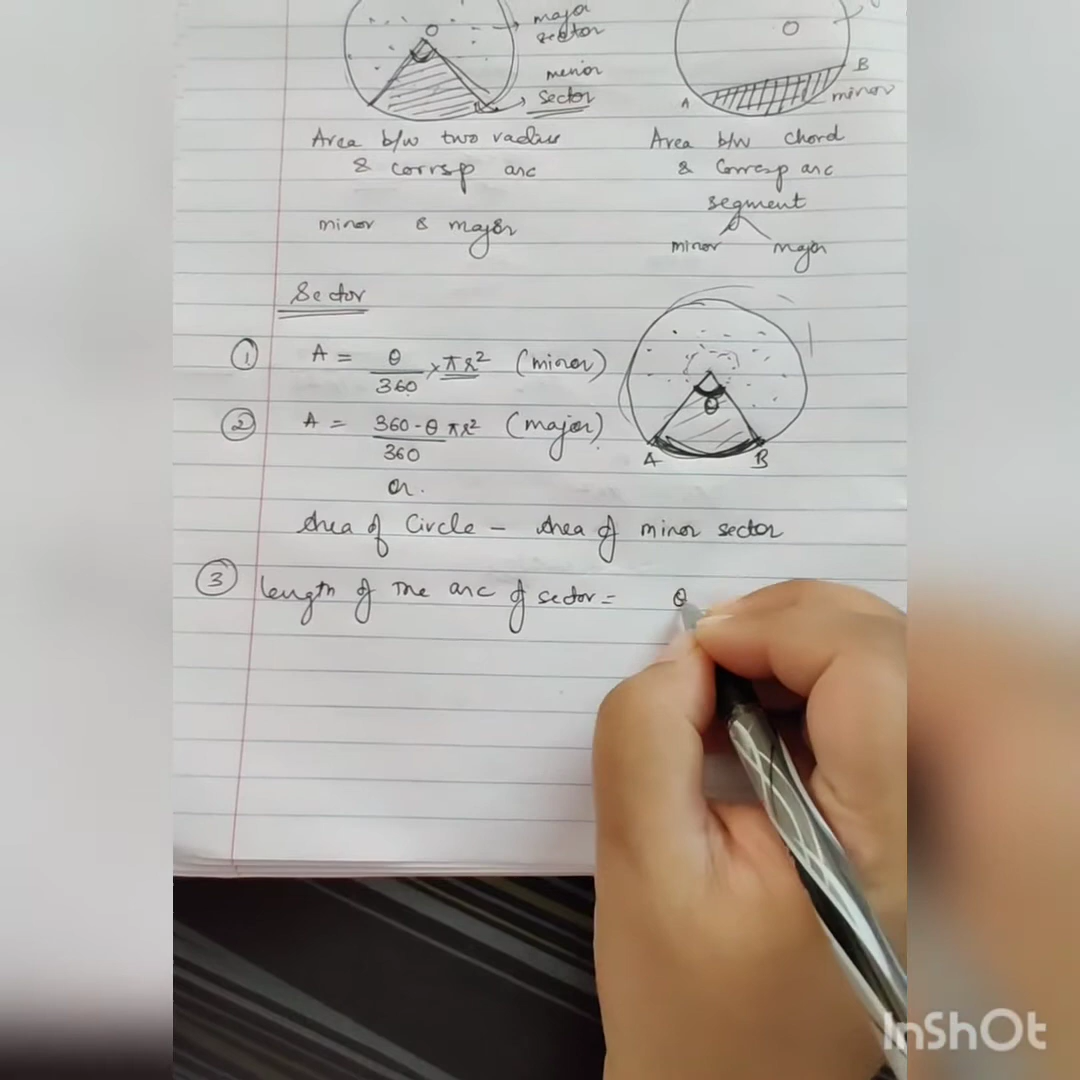 O
major
sector
menior
sector
Area b/w two radius
& corrsp arc
minor & major
O
A
B
minor
Area b/w chord
& Corresp arc
segment
minor major
Sector
① A = θ/360 × πr² (minor)
② A = 360-θ/360 πr² (major)
or.
Area of Circle - Area of minor sector
θ
A B
③ length of the arc of sector = θ
InShOt